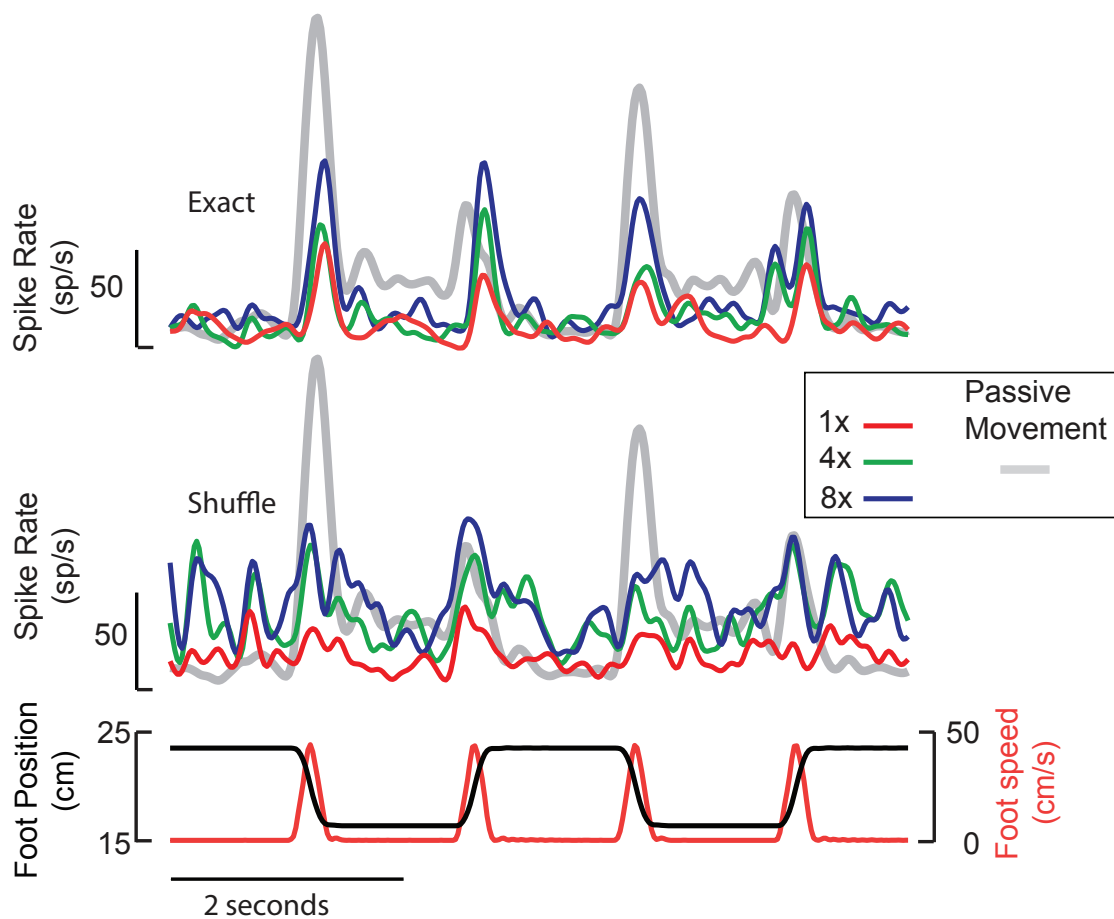 Exact
Spike Rate
(sp/s)
50
Passive
Movement
1x
4x
8x
Shuffle
Spike Rate
(sp/s)
50
Foot Position
(cm)
25
15
50
0
Foot speed
(cm/s)
2 seconds